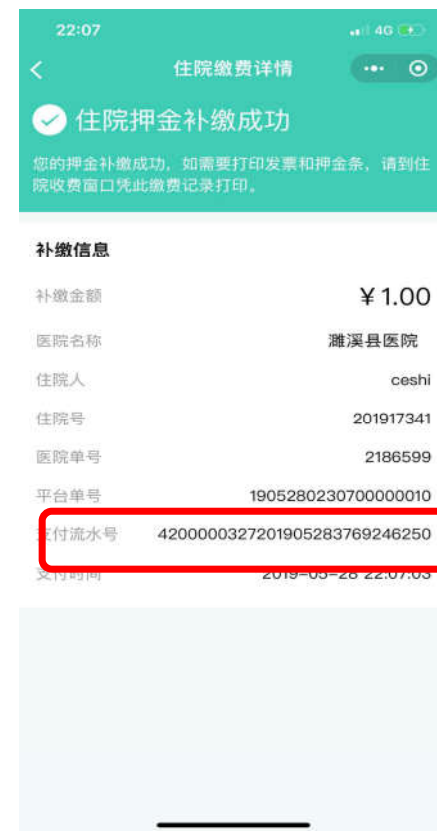 22:07
4G
住院缴费详情
住院押金补缴成功
您的押金补缴成功，如需要打印发票和押金条，请到住
院收费窗口凭此缴费记录打印。
补缴信息
补缴金额 ¥1.00
医院名称 濉溪县医院
住院人 ceshi
住院号 201917341
医院单号 2186599
平台单号 1905280230700000010
支付流水号 4200000327201905283769246250
支付时间 2019-05-28 22:07:03